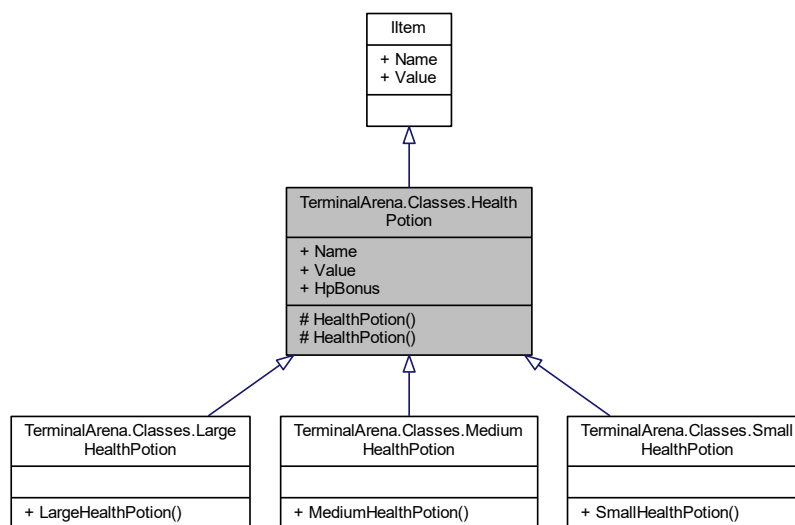 IItem
+ Name
+ Value
TerminalArena.Classes.Health
Potion
+ Name
+ Value
+ HpBonus
# HealthPotion()
# HealthPotion()
TerminalArena.Classes.Large
HealthPotion
+ LargeHealthPotion()
TerminalArena.Classes.Medium
HealthPotion
+ MediumHealthPotion()
TerminalArena.Classes.Small
HealthPotion
+ SmallHealthPotion()